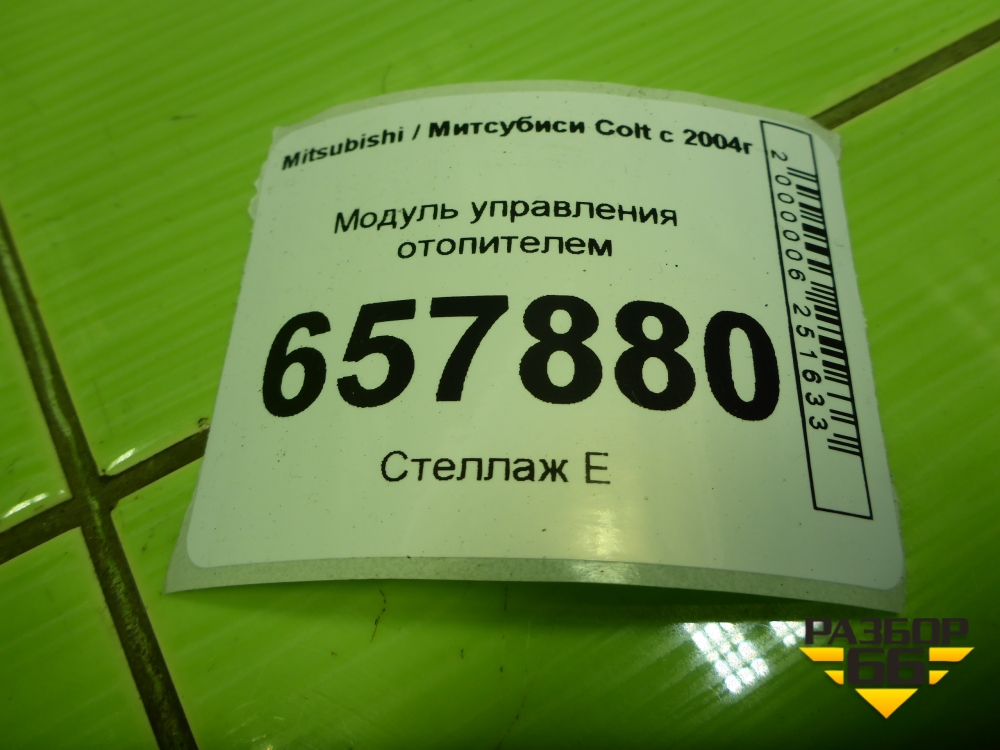 Mitsubishi / Митсубиси Colt с 2004г
Модуль управления
отопителем
657880
Стеллаж Е
2000006251633
РАЗБОР
66